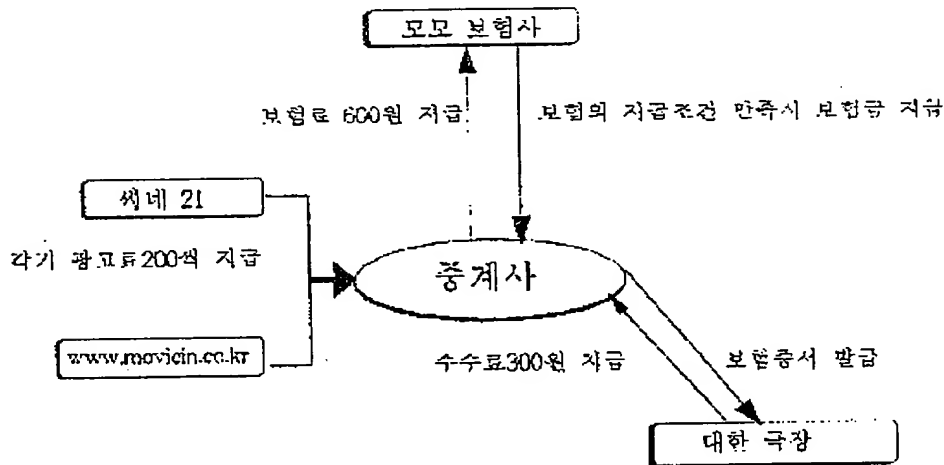 모모 보험사
보험료 600원 지급
보험의 지급조건 만족시 보험금 지급
씨네 21
각기 광고료200씩 지급
중계사
www.moviein.co.kr
수수료300원 지급
보험증서 발급
대한 극장